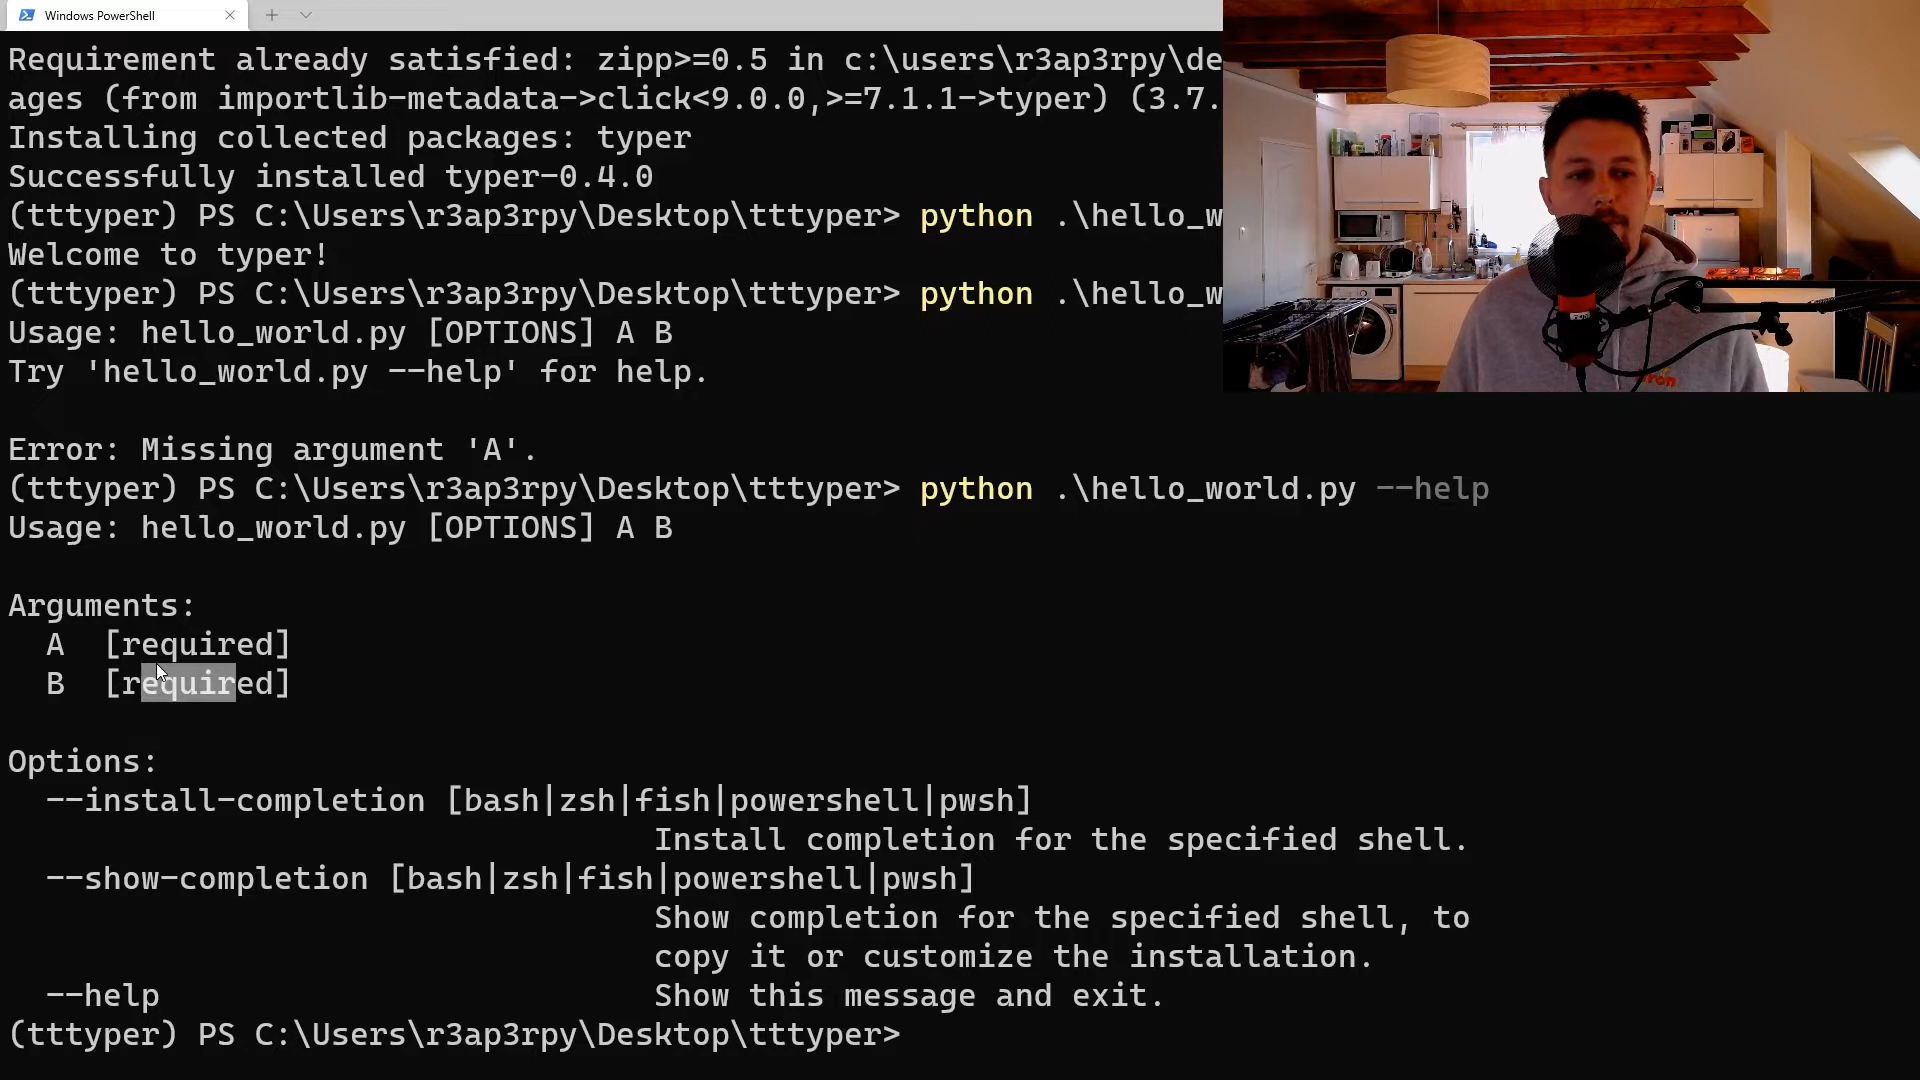 Windows PowerShell
Requirement already satisfied: zipp>=0.5 in c:\users\r3ap3rpy\de
ages (from importlib-metadata->click<9.0.0,>=7.1.1->typer) (3.7.
Installing collected packages: typer
Successfully installed typer-0.4.0
(tttyper) PS C:\Users\r3ap3rpy\Desktop\tttyper> python .\hello_w
Welcome to typer!
(tttyper) PS C:\Users\r3ap3rpy\Desktop\tttyper> python .\hello_w
Usage: hello_world.py [OPTIONS] A B
Try 'hello_world.py --help' for help.
Error: Missing argument 'A'.
(tttyper) PS C:\Users\r3ap3rpy\Desktop\tttyper> python .\hello_world.py --help
Usage: hello_world.py [OPTIONS] A B
Arguments:
A [required]
B [required]
Options:
--install-completion [bash|zsh|fish|powershell|pwsh]
Install completion for the specified shell.
--show-completion [bash|zsh|fish|powershell|pwsh]
Show completion for the specified shell, to
copy it or customize the installation.
--help Show this message and exit.
(tttyper) PS C:\Users\r3ap3rpy\Desktop\tttyper>